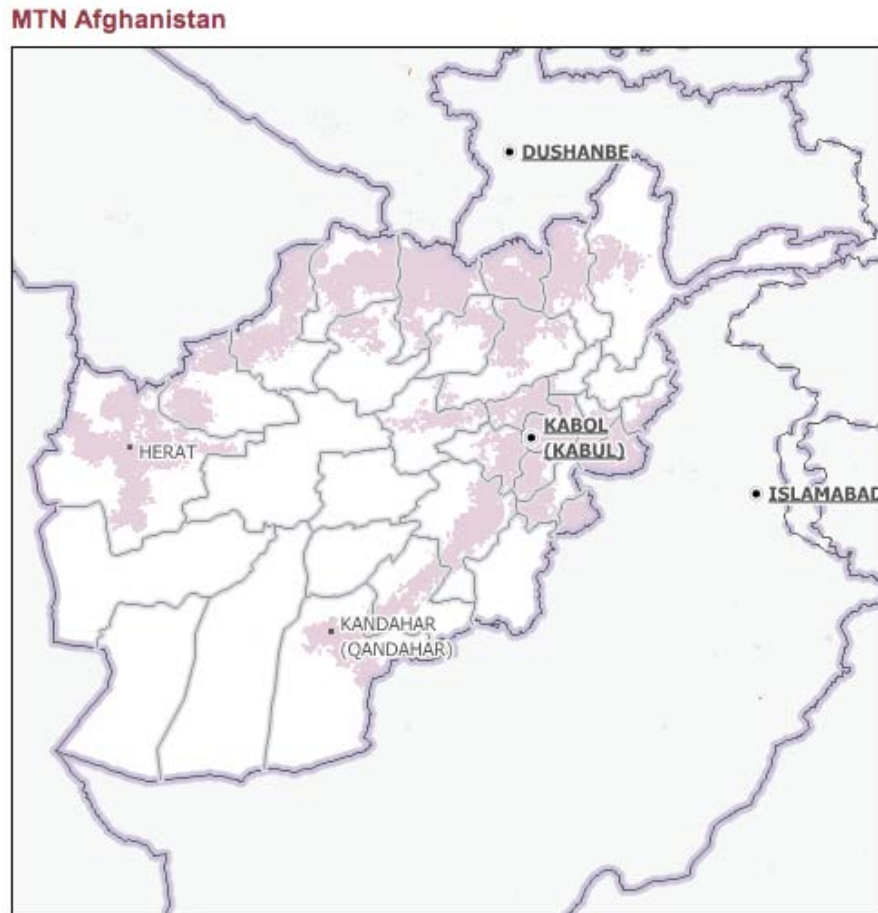 MTN Afghanistan
DUSHANBE
KABOL
(KABUL)
HERAT
ISLAMABAD
KANDAHAR
(QANDAHAR)